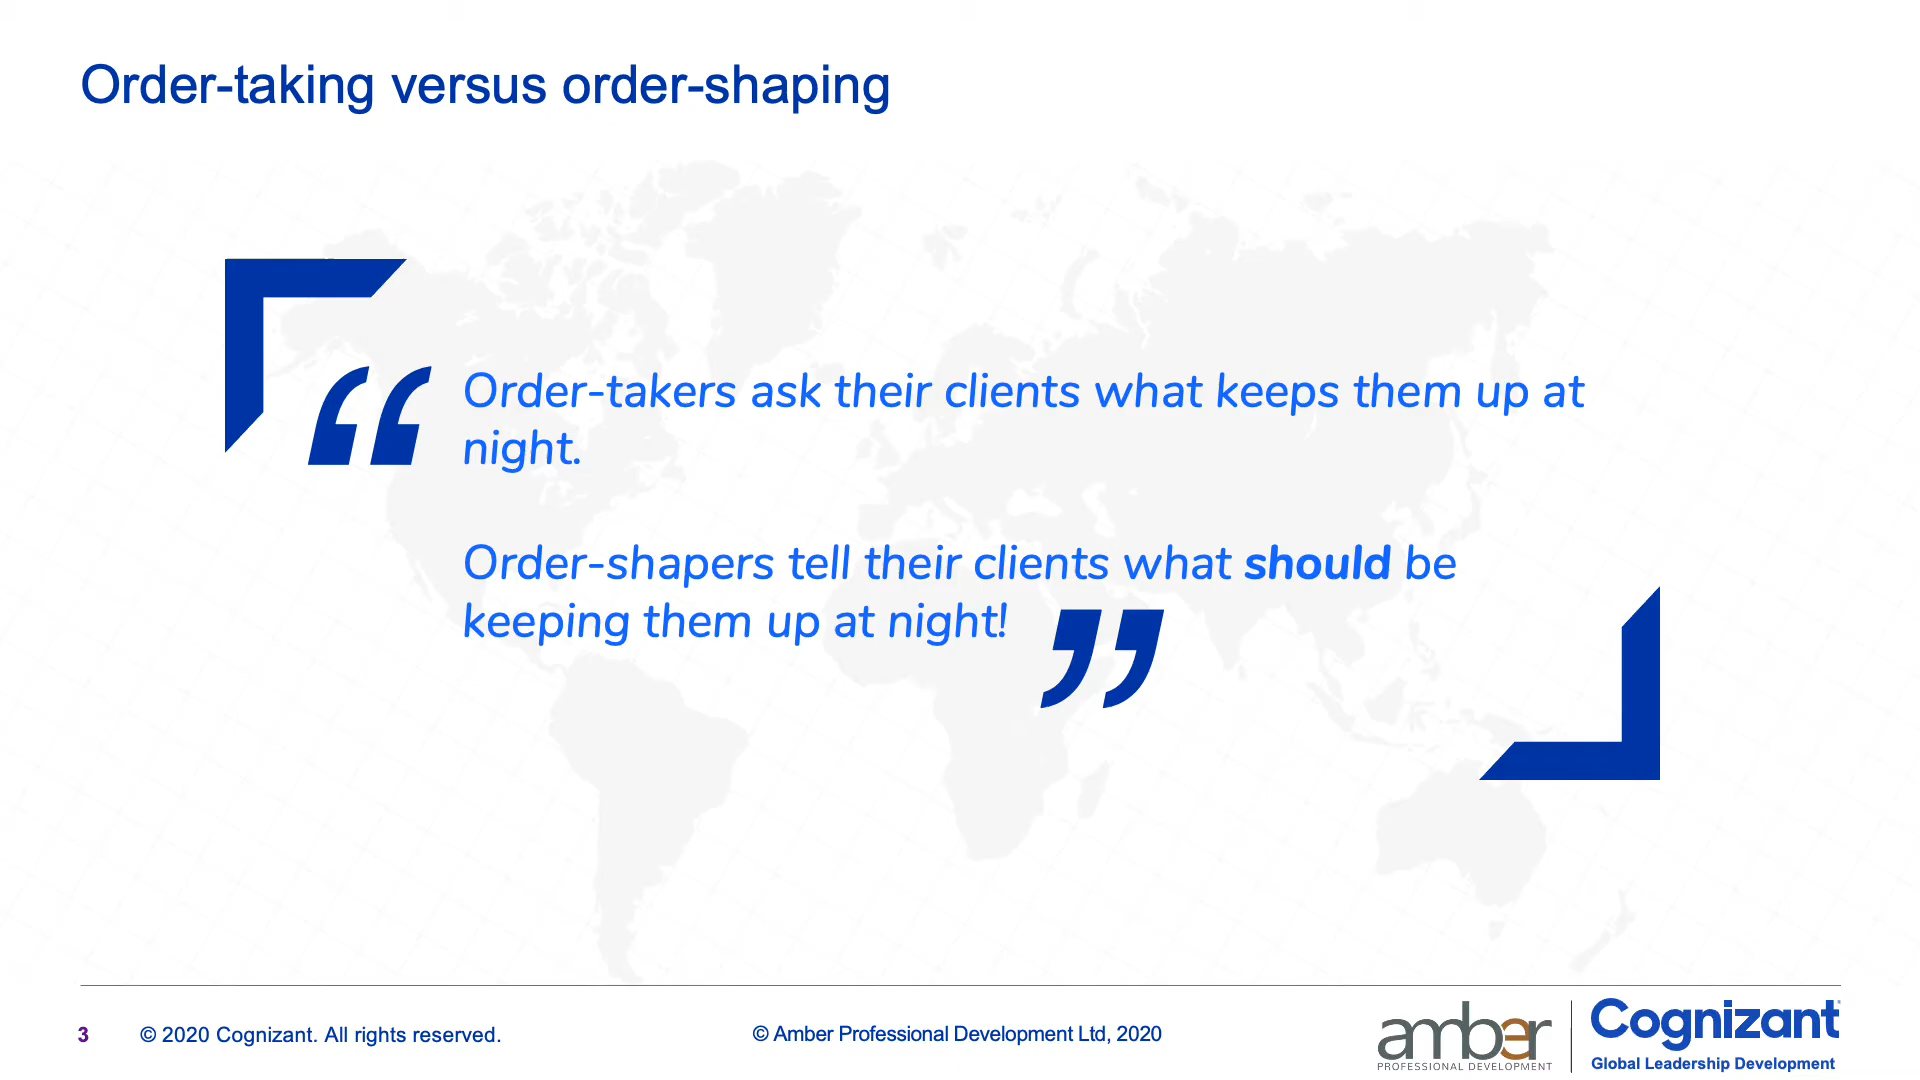 Order-taking versus order-shaping
“Order-takers ask their clients what keeps them up at
night.
Order-shapers tell their clients what should be
keeping them up at night!”
3
© 2020 Cognizant. All rights reserved.
© Amber Professional Development Ltd, 2020
amber
PROFESSIONAL DEVELOPMENT
Cognizant
Global Leadership Development